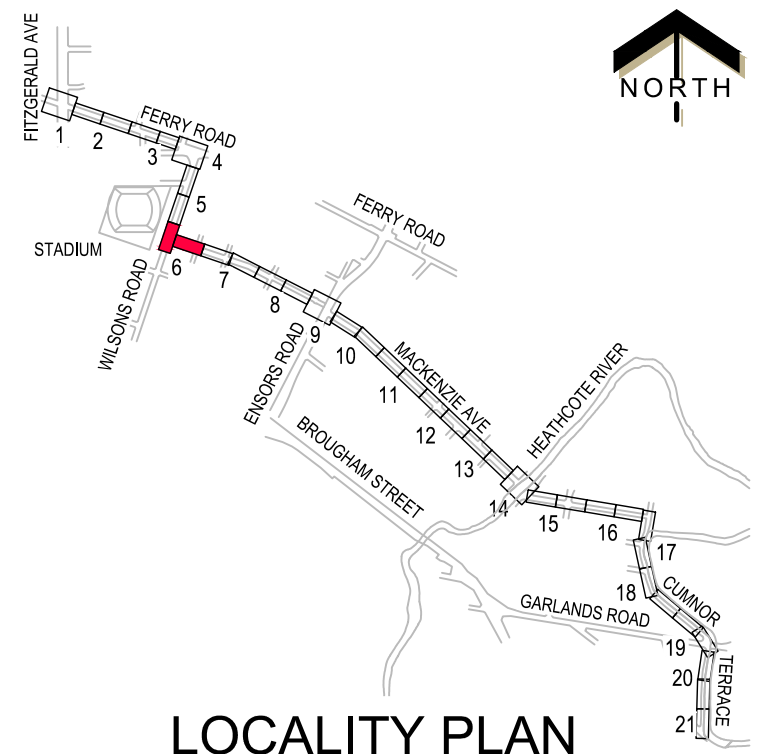 FITZGERALD AVE
NORTH
FERRY ROAD
1
2
3
4
5
STADIUM
6
WILSONS ROAD
FERRY ROAD
7
8
9
ENSORS ROAD
10
MACKENZIE AVE
11
12
13
HEATHCOTE RIVER
BROUGHAM STREET
14
15
16
17
18
CUMNOR
GARLANDS ROAD
19
20
TERRACE
21
LOCALITY PLAN